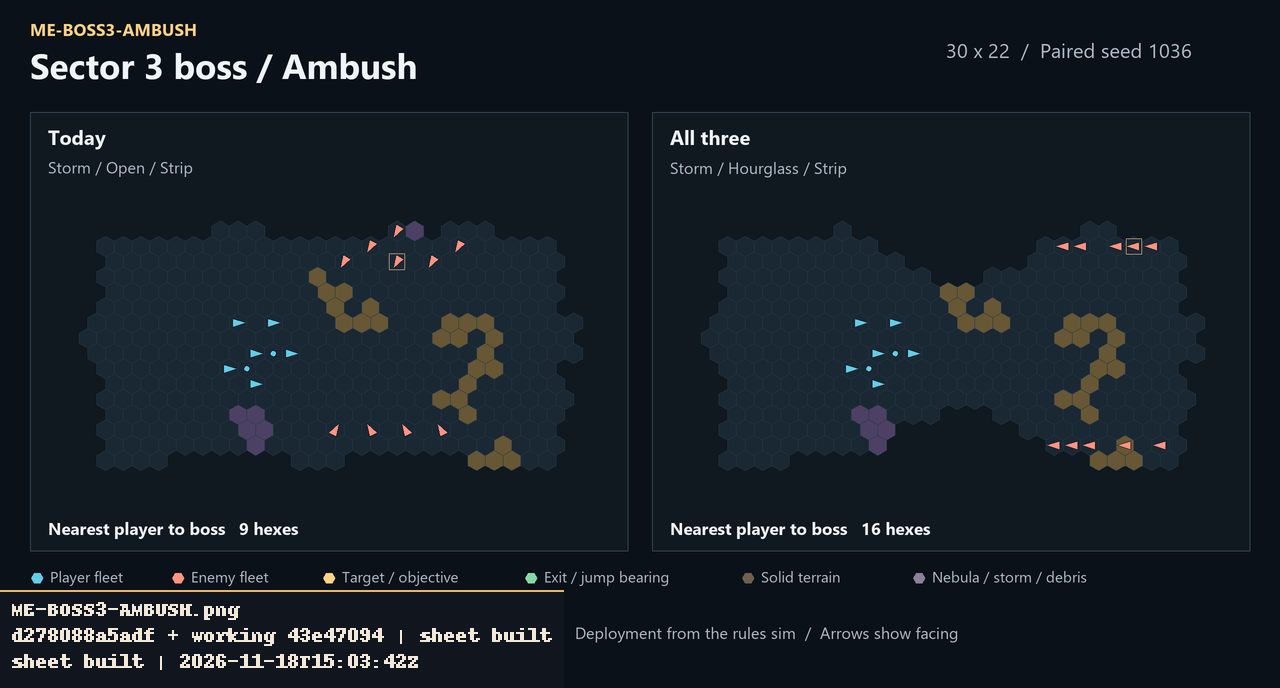 ME-BOSS3-AMBUSH
Sector 3 boss / Ambush
30 x 22 / Paired seed 1036
Today
Storm / Open / Strip
Nearest player to boss 9 hexes
All three
Storm / Hourglass / Strip
Nearest player to boss 16 hexes
Player fleet
Enemy fleet
Target / objective
Exit / jump bearing
Solid terrain
Nebula / storm / debris
ME-BOSS3-AMBUSH.png
d278088a5adf + working 43e47094 | sheet built
sheet built | 2026-11-18T15:03:42Z
Deployment from the rules sim / Arrows show facing